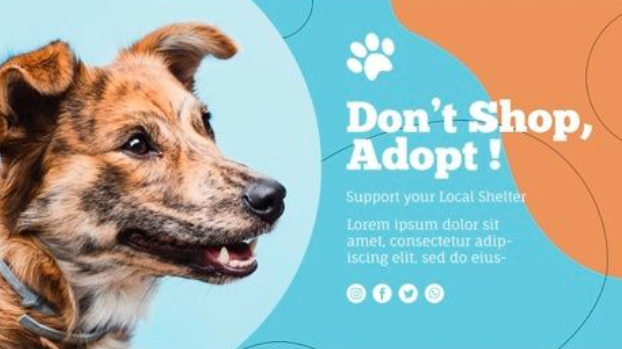 Don't Shop,
Adopt !
Support your Local Shelter
Lorem ipsum dolor sit
amet, consectetur adip-
iscing elit, sed do eius-